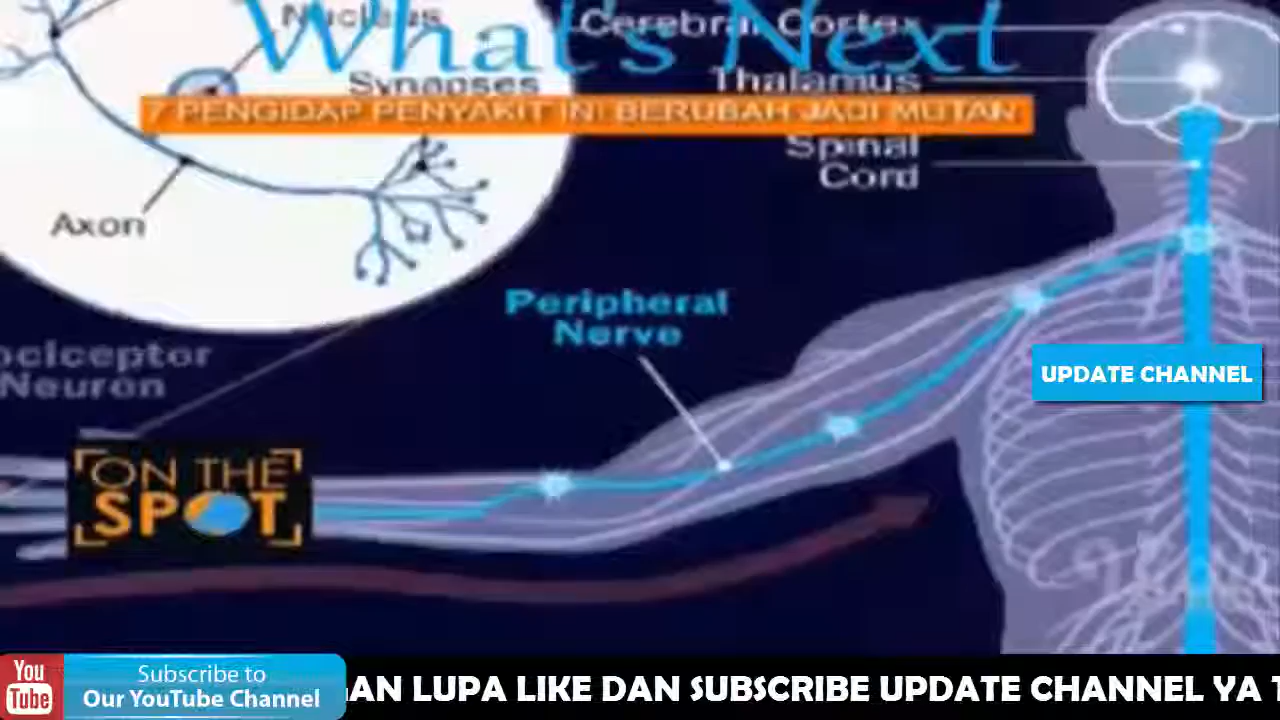 Nucleus
What's Next
Cerebral Cortex
Synapses
Thalamus
7 PENGIDAP PENYAKIT INI BERUBAH JADI MUTAN
Spinal
Cord
Axon
Peripheral
Nerve
ociceptor
Neuron
UPDATE CHANNEL
ON THE
SPOT
You
Tube
Subscribe to
Our YouTube Channel
GAN LUPA LIKE DAN SUBSCRIBE UPDATE CHANNEL YA